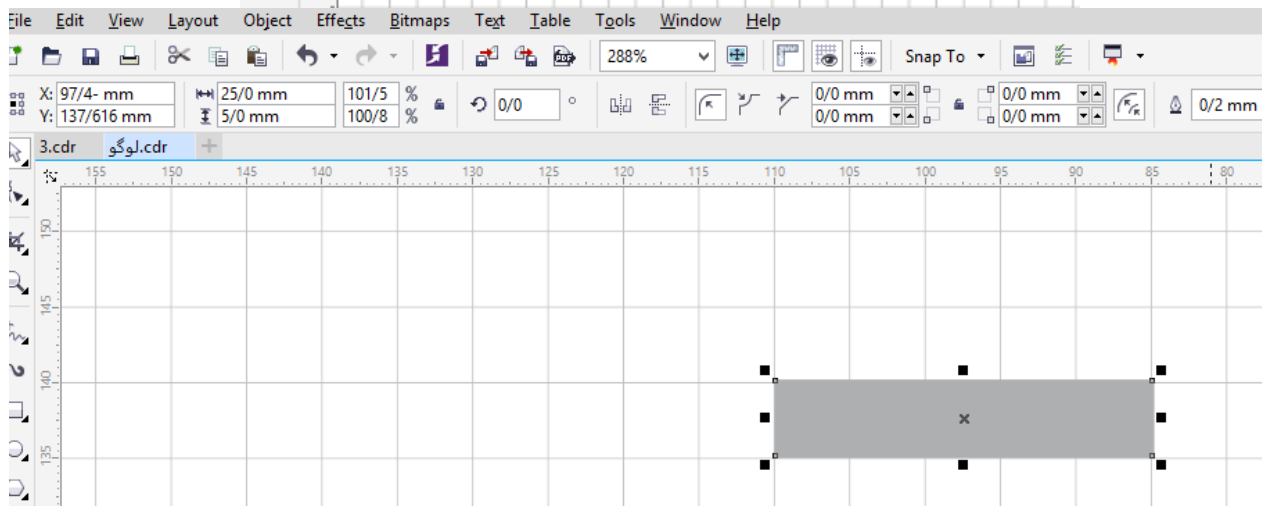 File Edit View Layout Object Effects Bitmaps Text Table Tools Window Help
288% Snap To
X: 97/4- mm 25/0 mm 101/5 % 0/0 ° 0/0 mm 0/0 mm 0/2 mm
Y: 137/616 mm 5/0 mm 100/8 % 0/0 mm 0/0 mm
3.cdr لوگو.cdr +
155 150 145 140 135 130 125 120 115 110 105 100 95 90 85 80
150
145
140
135